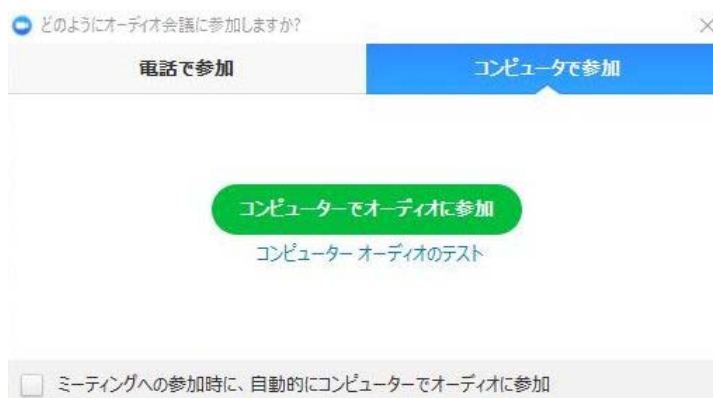 どのようにオーディオ会議に参加しますか?
電話で参加
コンピュータで参加
コンピューターでオーディオに参加
コンピューター オーディオのテスト
ミーティングへの参加時に、自動的にコンピューターでオーディオに参加